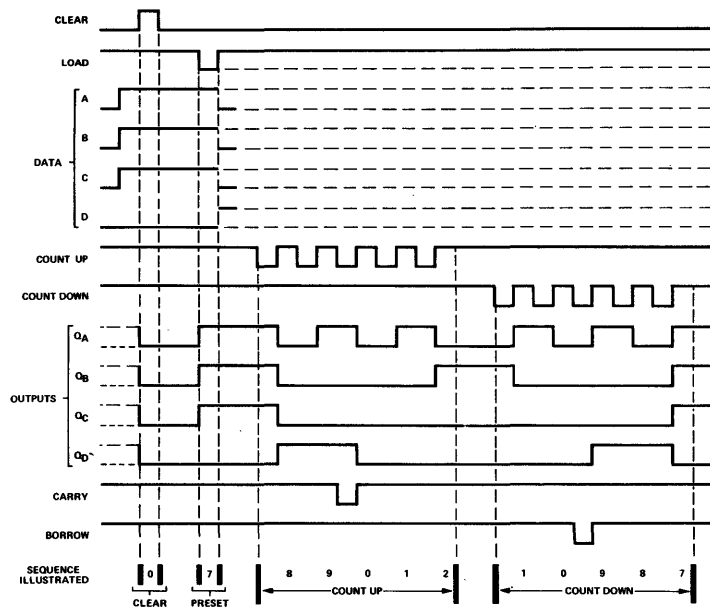 CLEAR
LOAD
A
B
DATA
C
D
COUNT UP
COUNT DOWN
QA
QB
OUTPUTS
QC
QD
CARRY
BORROW
SEQUENCE
ILLUSTRATED
0 7 8 9 0 1 2 1 0 9 8 7
CLEAR PRESET COUNT UP COUNT DOWN